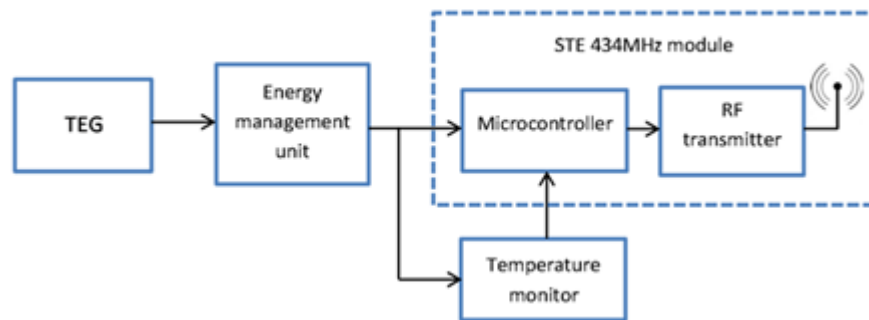 STE 434MHz module
TEG
Energy
management
unit
Microcontroller
RF
transmitter
Temperature
monitor